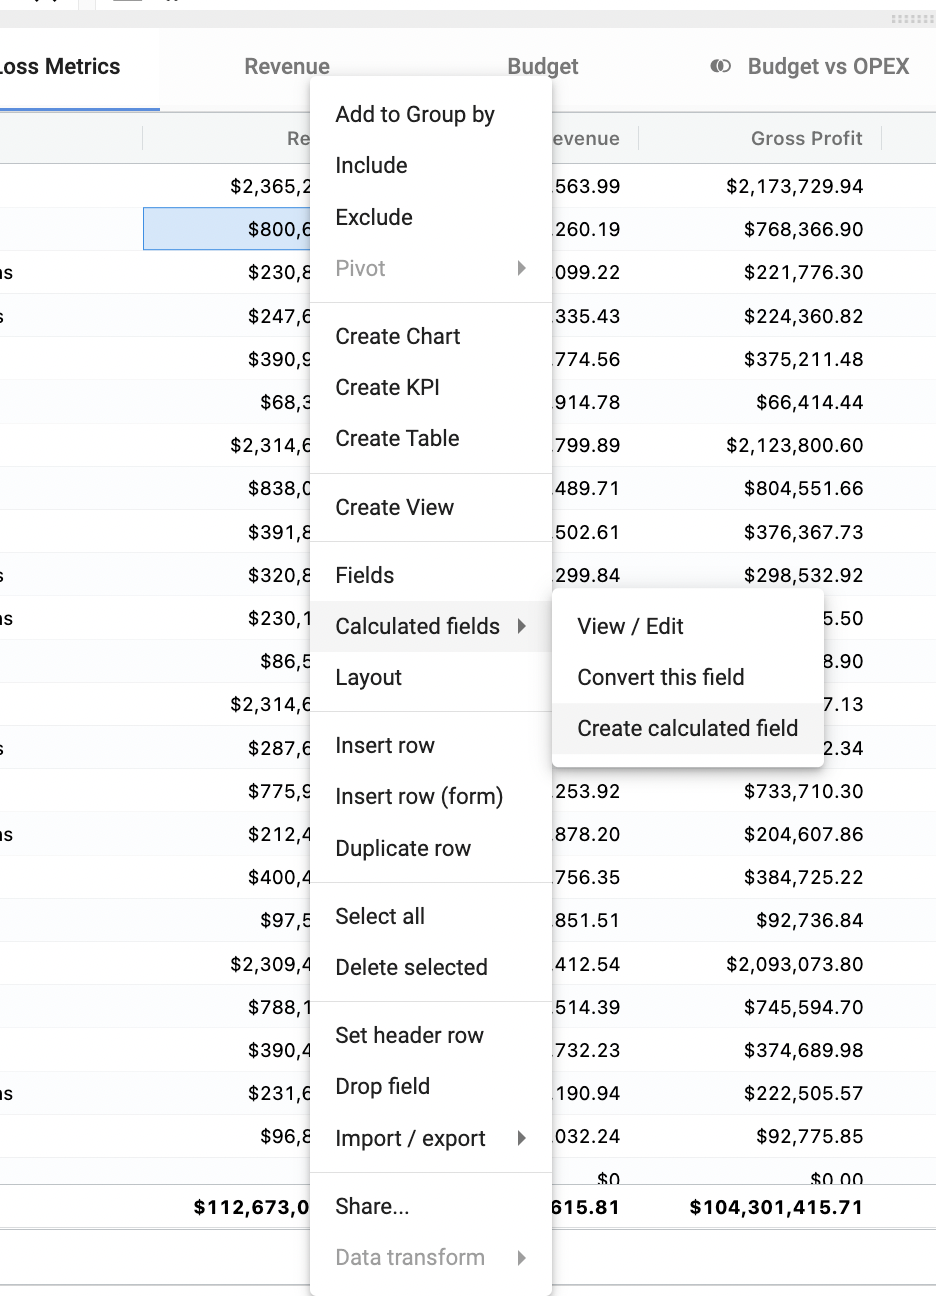 Loss Metrics Revenue Budget Budget vs OPEX
Re evenue Gross Profit
$2,365,2 563.99 $2,173,729.94
$800,6 260.19 $768,366.90
ns $230,8 099.22 $221,776.30
s $247,6 335.43 $224,360.82
$390,9 774.56 $375,211.48
$68,3 914.78 $66,414.44
$2,314,6 799.89 $2,123,800.60
$838,0 489.71 $804,551.66
$391,8 502.61 $376,367.73
s $320,8 299.84 $298,532.92
ns $230,1 5.50
$86,5 8.90
$2,314,6 7.13
s $287,6 2.34
$775,9 253.92 $733,710.30
ns $212,4 878.20 $204,607.86
$400,4 756.35 $384,725.22
$97,5 851.51 $92,736.84
$2,309,4 412.54 $2,093,073.80
$788,1 514.39 $745,594.70
$390,4 732.23 $374,689.98
ns $231,6 190.94 $222,505.57
$96,8 032.24 $92,775.85
$0 $0.00
$112,673,0 615.81 $104,301,415.71
Add to Group by
Include
Exclude
Pivot
Create Chart
Create KPI
Create Table
Create View
Fields
Calculated fields
Layout
Insert row
Insert row (form)
Duplicate row
Select all
Delete selected
Set header row
Drop field
Import / export
Share...
Data transform
View / Edit
Convert this field
Create calculated field